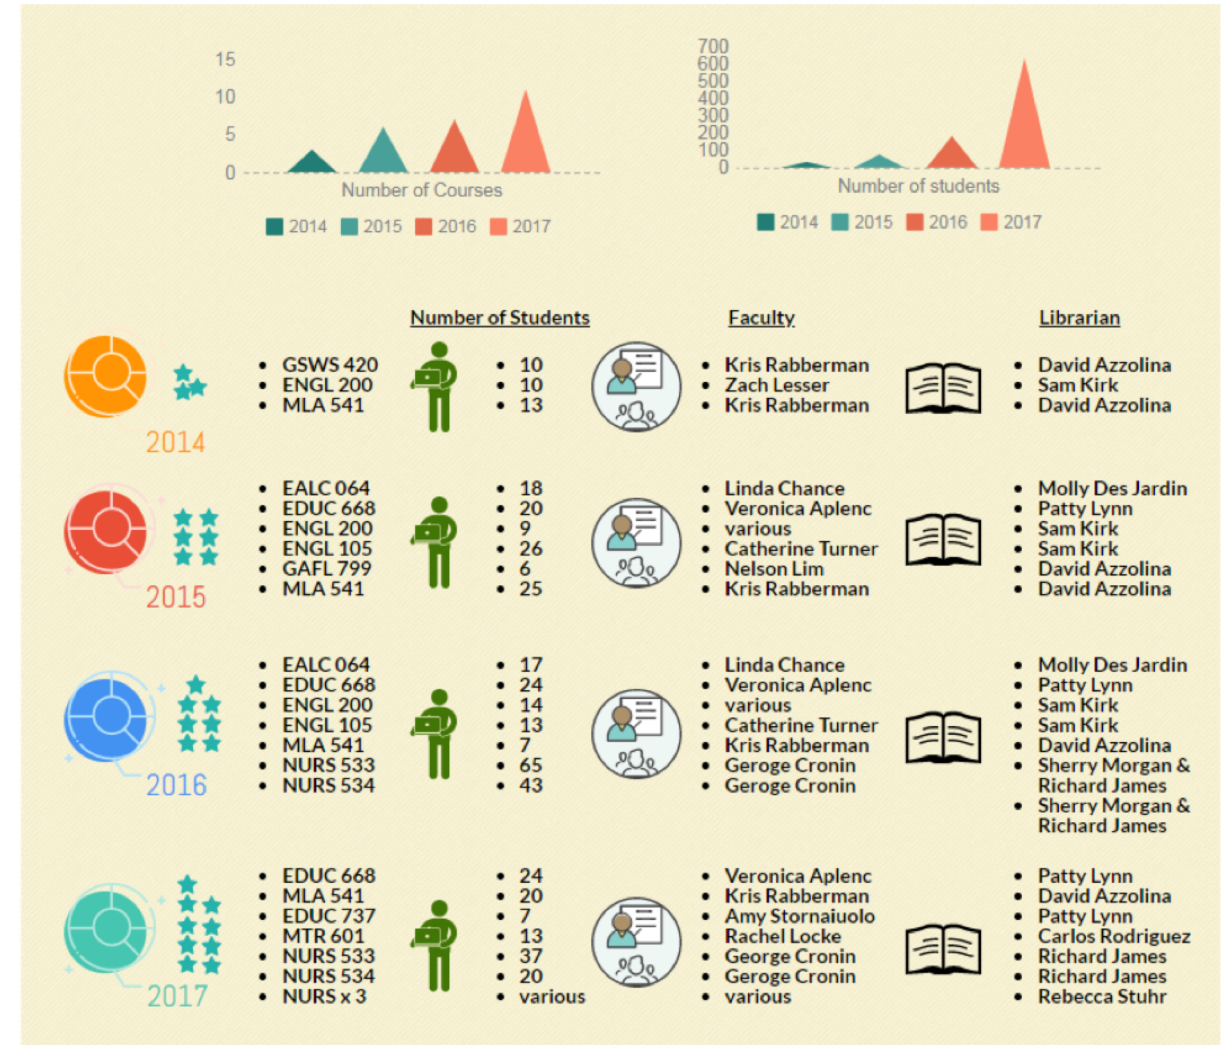 15
10
5
0
Number of Courses
2014 2015 2016 2017
700
600
500
400
300
200
100
0
Number of students
2014 2015 2016 2017
Number of Students Faculty Librarian
2014
• GSWS 420 • 10 • Kris Rabberman • David Azzolina
• ENGL 200 • 10 • Zach Lesser • Sam Kirk
• MLA 541 • 13 • Kris Rabberman • David Azzolina
2015
• EALC 064 • 18 • Linda Chance • Molly Des Jardin
• EDUC 668 • 20 • Veronica Aplenc • Patty Lynn
• ENGL 200 • 9 • various • Sam Kirk
• ENGL 105 • 26 • Catherine Turner • Sam Kirk
• GAFL 799 • 6 • Nelson Lim • David Azzolina
• MLA 541 • 25 • Kris Rabberman • David Azzolina
2016
• EALC 064 • 17 • Linda Chance • Molly Des Jardin
• EDUC 668 • 24 • Veronica Aplenc • Patty Lynn
• ENGL 200 • 14 • various • Sam Kirk
• ENGL 105 • 13 • Catherine Turner • Sam Kirk
• MLA 541 • 7 • Kris Rabberman • David Azzolina
• NURS 533 • 65 • Geroge Cronin • Sherry Morgan &
• NURS 534 • 43 • Geroge Cronin Richard James
• Sherry Morgan &
Richard James
2017
• EDUC 668 • 24 • Veronica Aplenc • Patty Lynn
• MLA 541 • 20 • Kris Rabberman • David Azzolina
• EDUC 737 • 7 • Amy Stornaiuolo • Patty Lynn
• MTR 601 • 13 • Rachel Locke • Carlos Rodriguez
• NURS 533 • 37 • George Cronin • Richard James
• NURS 534 • 20 • Geroge Cronin • Richard James
• NURS x 3 • various • various • Rebecca Stuhr